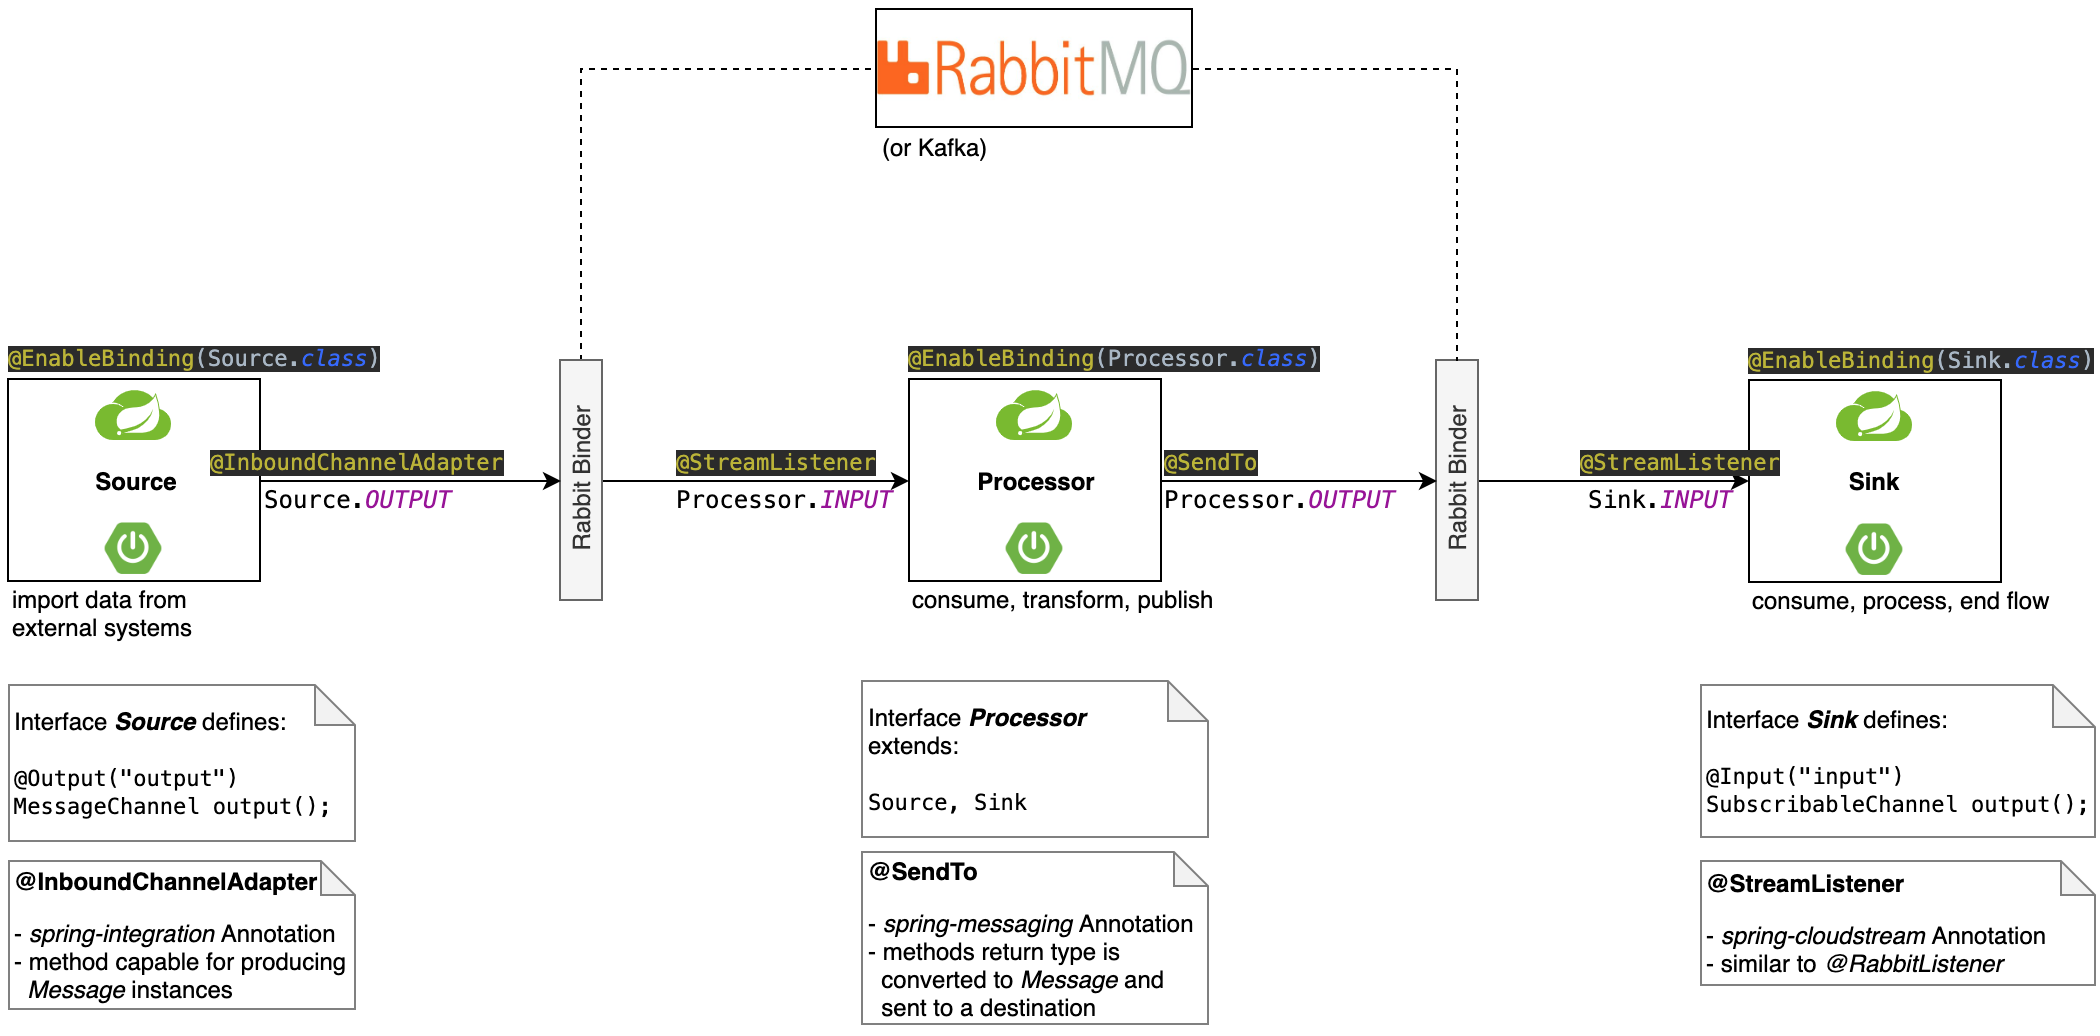 RabbitMQ
(or Kafka)
@EnableBinding(Source.class)
Source
@InboundChannelAdapter
Source.OUTPUT
import data from
external systems
Rabbit Binder
@StreamListener
Processor.INPUT
@EnableBinding(Processor.class)
Processor
consume, transform, publish
@SendTo
Processor.OUTPUT
Rabbit Binder
@StreamListener
Sink.INPUT
@EnableBinding(Sink.class)
Sink
consume, process, end flow
Interface Source defines:
@Output("output")
MessageChannel output();
Interface Processor
extends:
Source, Sink
Interface Sink defines:
@Input("input")
SubscribableChannel output();
@InboundChannelAdapter
- spring-integration Annotation
- method capable for producing
Message instances
@SendTo
- spring-messaging Annotation
- methods return type is
converted to Message and
sent to a destination
@StreamListener
- spring-cloudstream Annotation
- similar to @RabbitListener